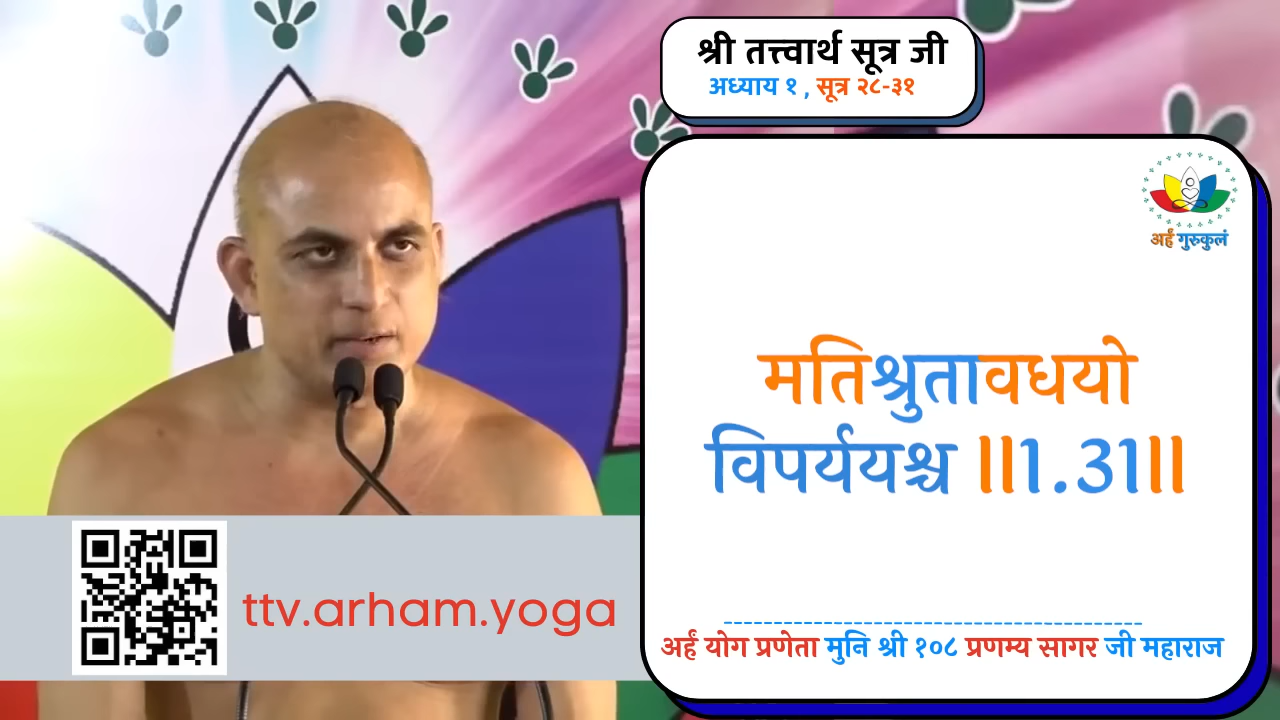 श्री तत्त्वार्थ सूत्र जी
अध्याय १ , सूत्र २८-३१
अर्हं गुरुकुलं
मतिश्रुतावधयो
विपर्ययश्च ॥1.31॥
ttv.arham.yoga
अर्हं योग प्रणेता मुनि श्री १०८ प्रणम्य सागर जी महाराज